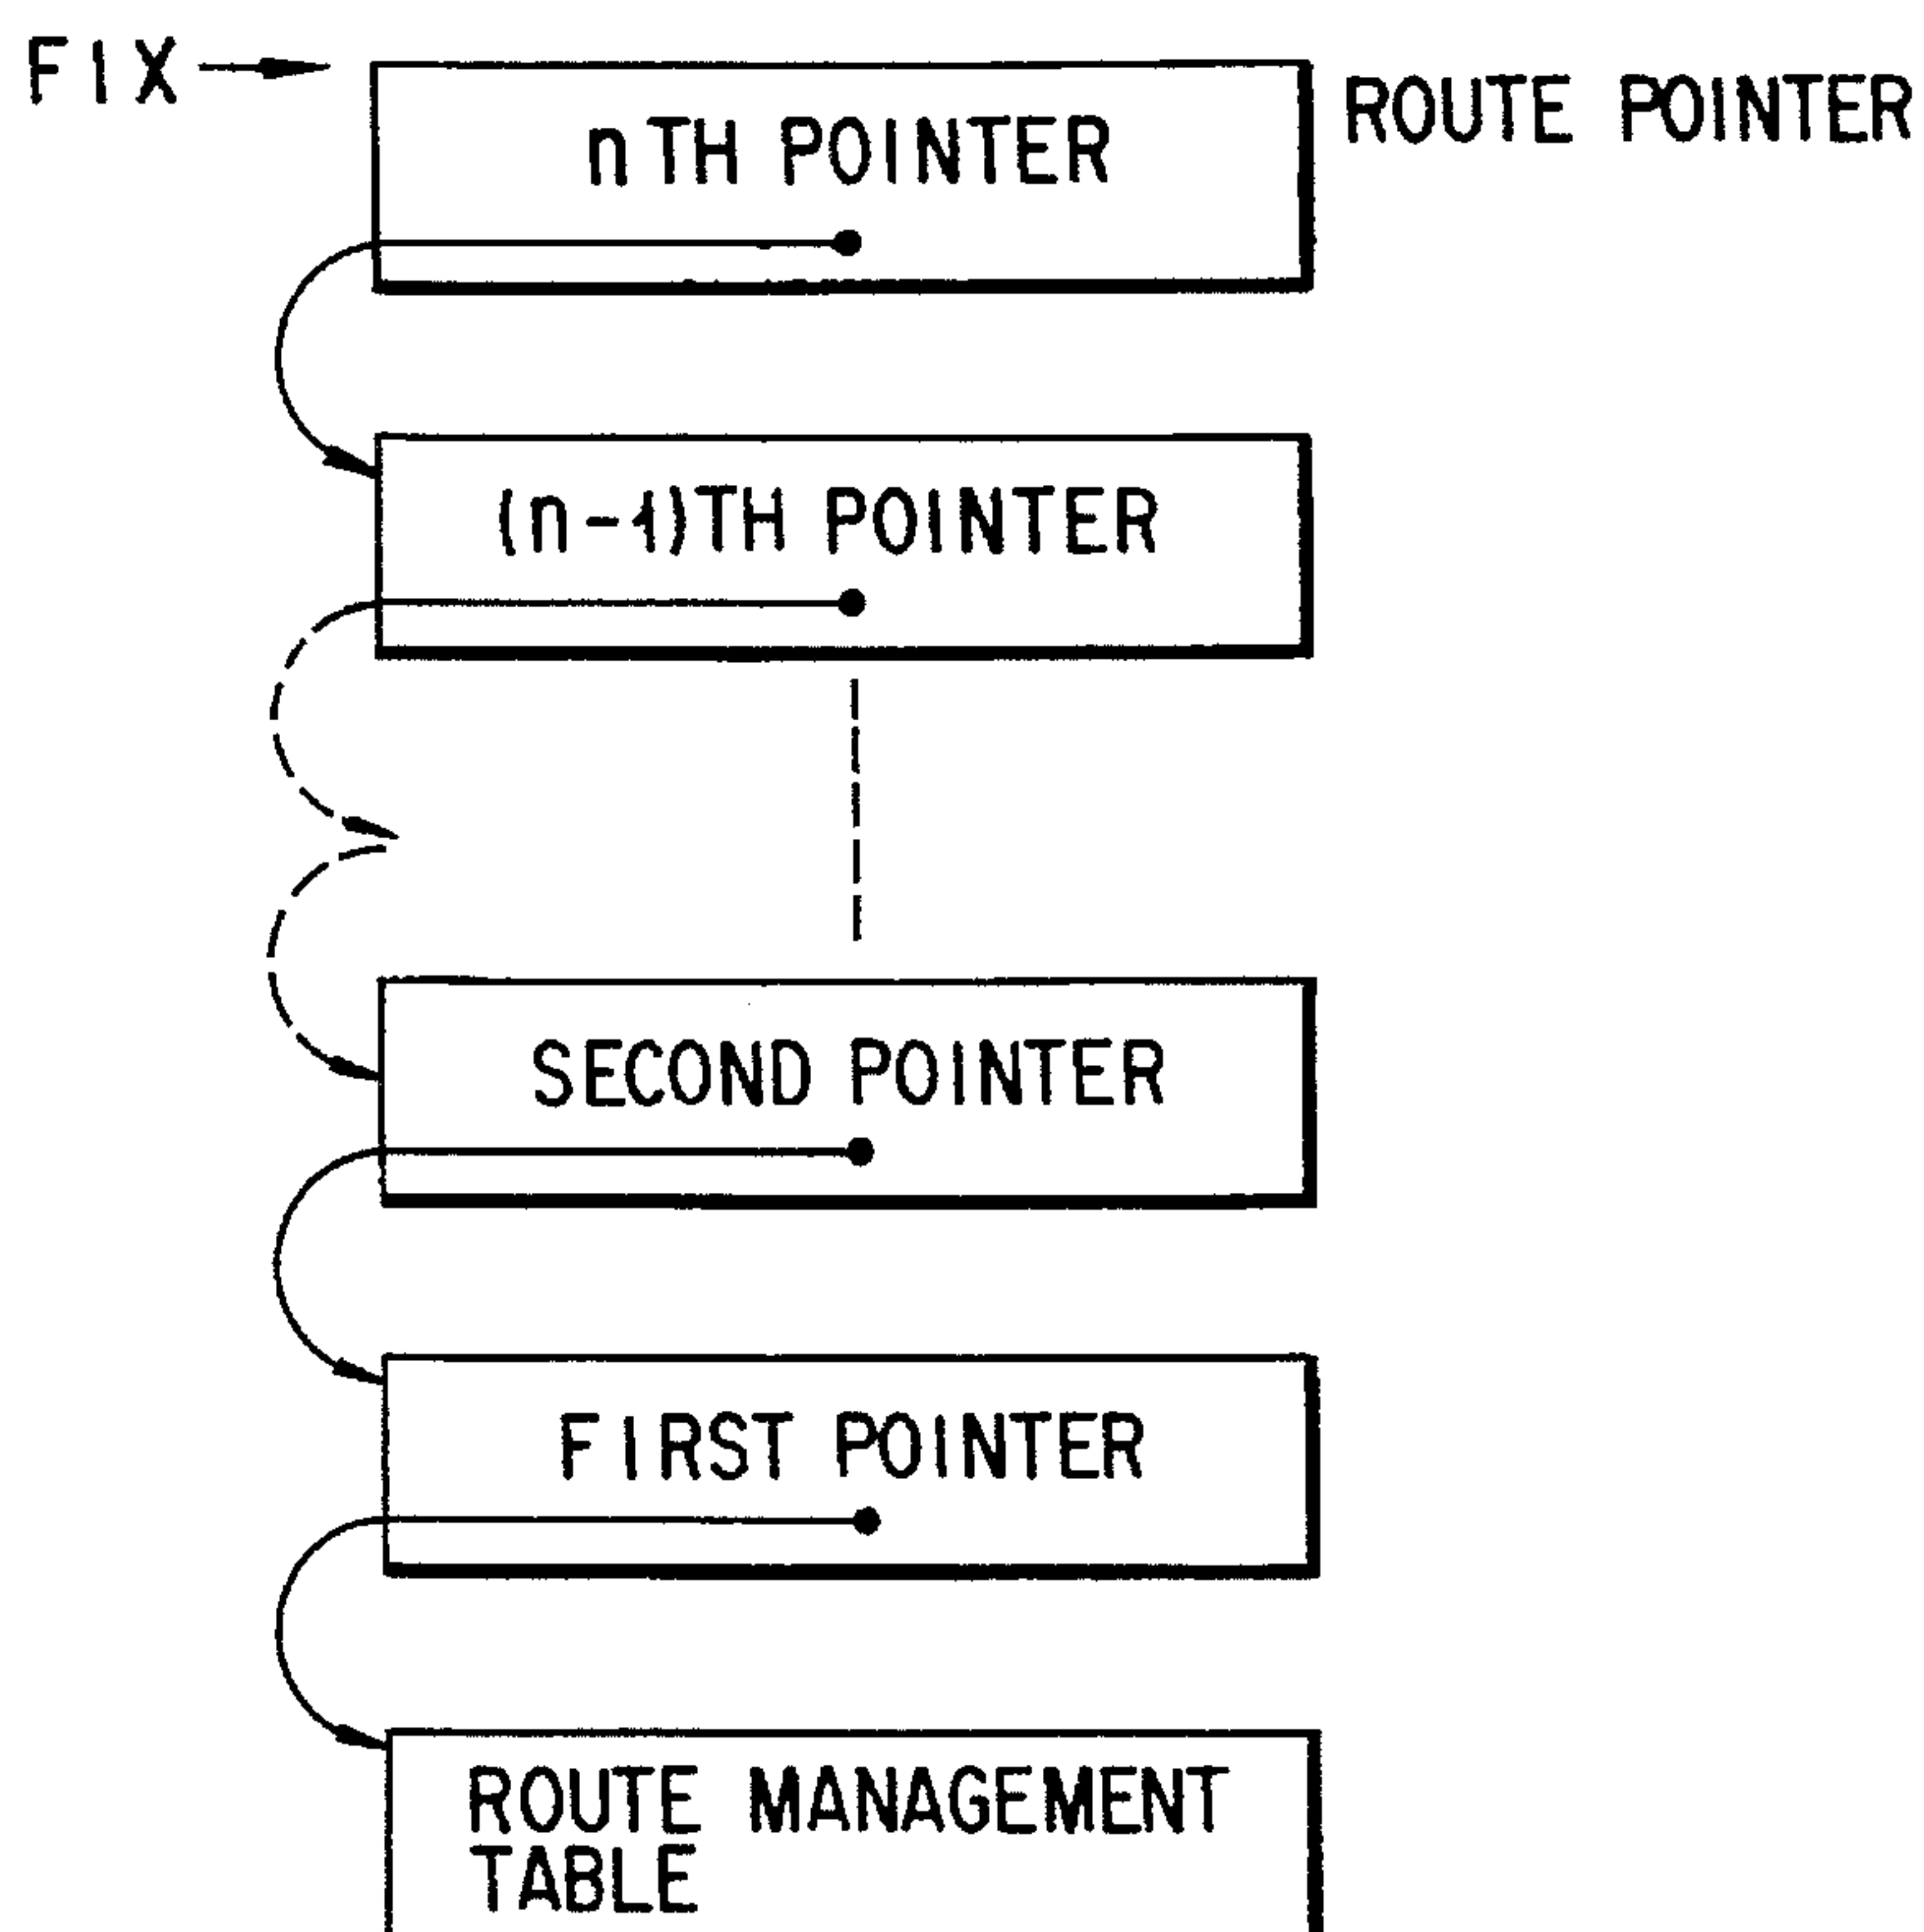 FIX
nTH POINTER
ROUTE POINTER
(n-1)TH POINTER
SECOND POINTER
FIRST POINTER
ROUTE MANAGEMENT
TABLE